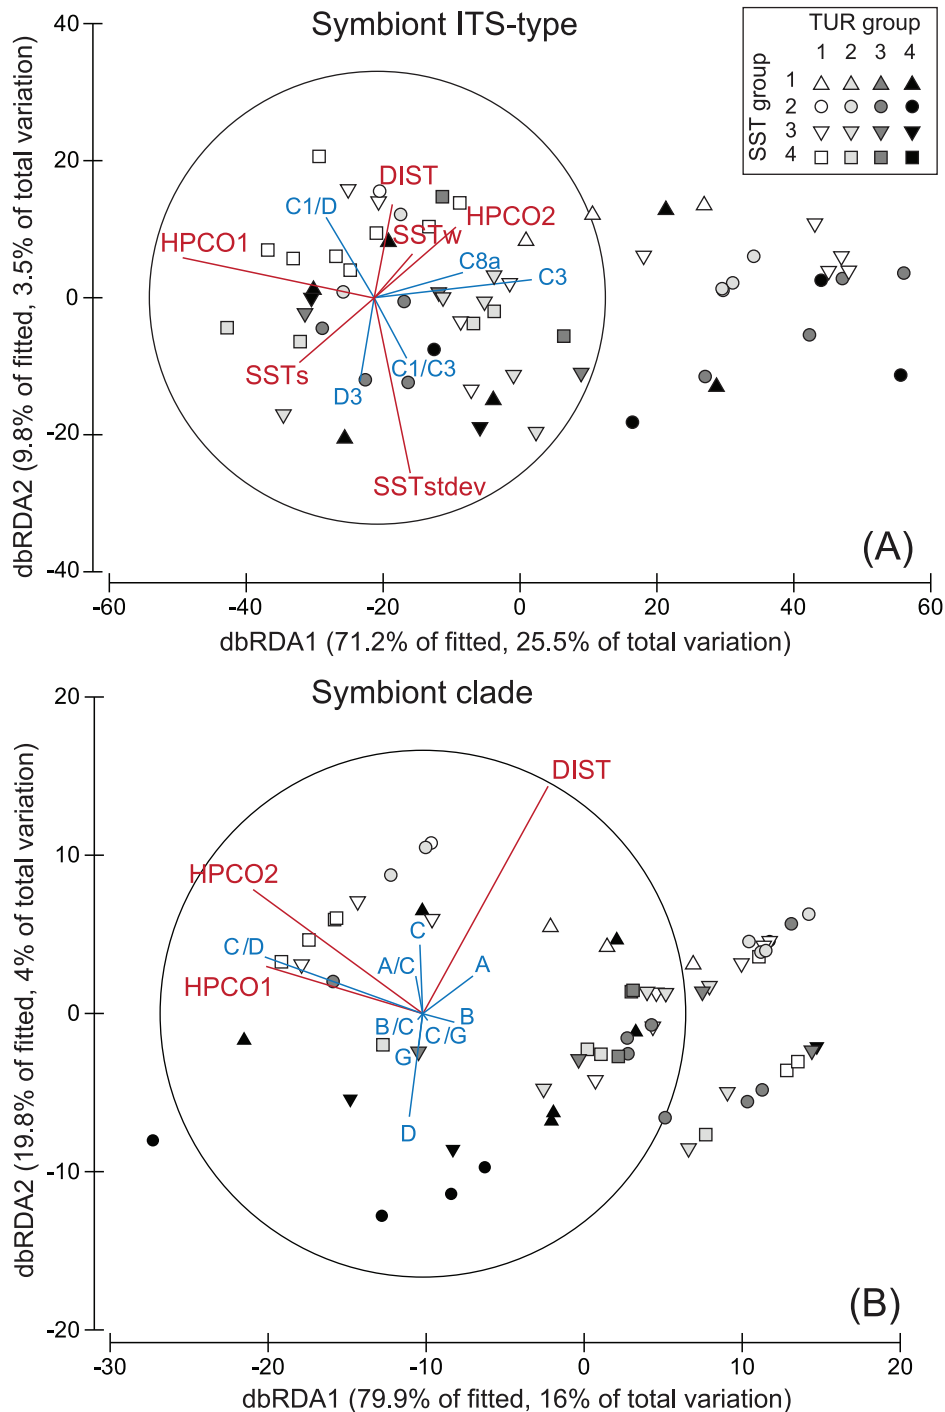 Symbiont ITS-type
TUR group
1 2 3 4
SST group
1
2
3
4
40
20
0
-20
-40
dbRDA2 (9.8% of fitted, 3.5% of total variation)
DIST
C1/D
HPCO2
SSTw
HPCO1
C8a
C3
SSTs
C1/C3
D3
SSTstdev
(A)
-60 -40 -20 0 20 40 60
dbRDA1 (71.2% of fitted, 25.5% of total variation)
Symbiont clade
20
10
0
-10
-20
dbRDA2 (19.8% of fitted, 4% of total variation)
DIST
HPCO2
C
C/D
A/C
A
HPCO1
B
B/C
C/G
G
D
(B)
-30 -20 -10 0 10 20
dbRDA1 (79.9% of fitted, 16% of total variation)